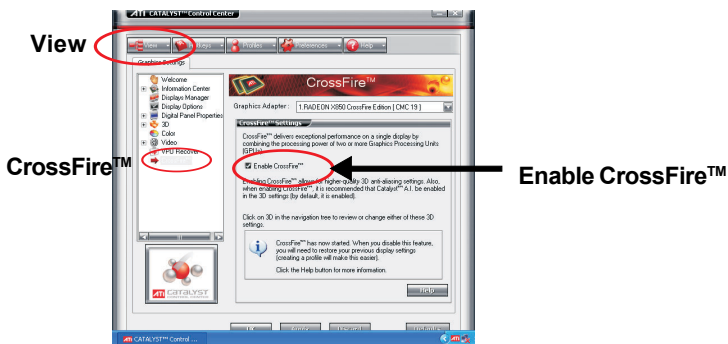 ATI CATALYST™ Control Center
View
View
Hotkeys
Profiles
Preferences
Help
Graphics Settings
Welcome
Information Center
Displays Manager
Display Options
Digital Panel Properties
3D
Color
Video
VPU Recover
CrossFire™
CrossFire™
Graphics Adapter :
1.RADEON X850 CrossFire Edition [ CMC 19 ]
CrossFire™ Settings
CrossFire™ delivers exceptional performance on a single display by
combining the processing power of two or more Graphics Processing Units
(GPUs)
Enable CrossFire™
Enable CrossFire™
Enabling CrossFire™ allows for higher-quality 3D anti-aliasing settings. Also,
when enabling CrossFire™, it is recommended that Catalyst™ A.I. be enabled
in the 3D settings (by default, it is enabled).
Click on 3D in the navigation tree to review or change either of these 3D
settings.
CrossFire™ has now started. When you disable this feature,
you will need to restore your previous display settings
(creating a profile will make this easier).
Click the Help button for more information.
Help
ATI CATALYST
ATI CATALYST™ Control ...